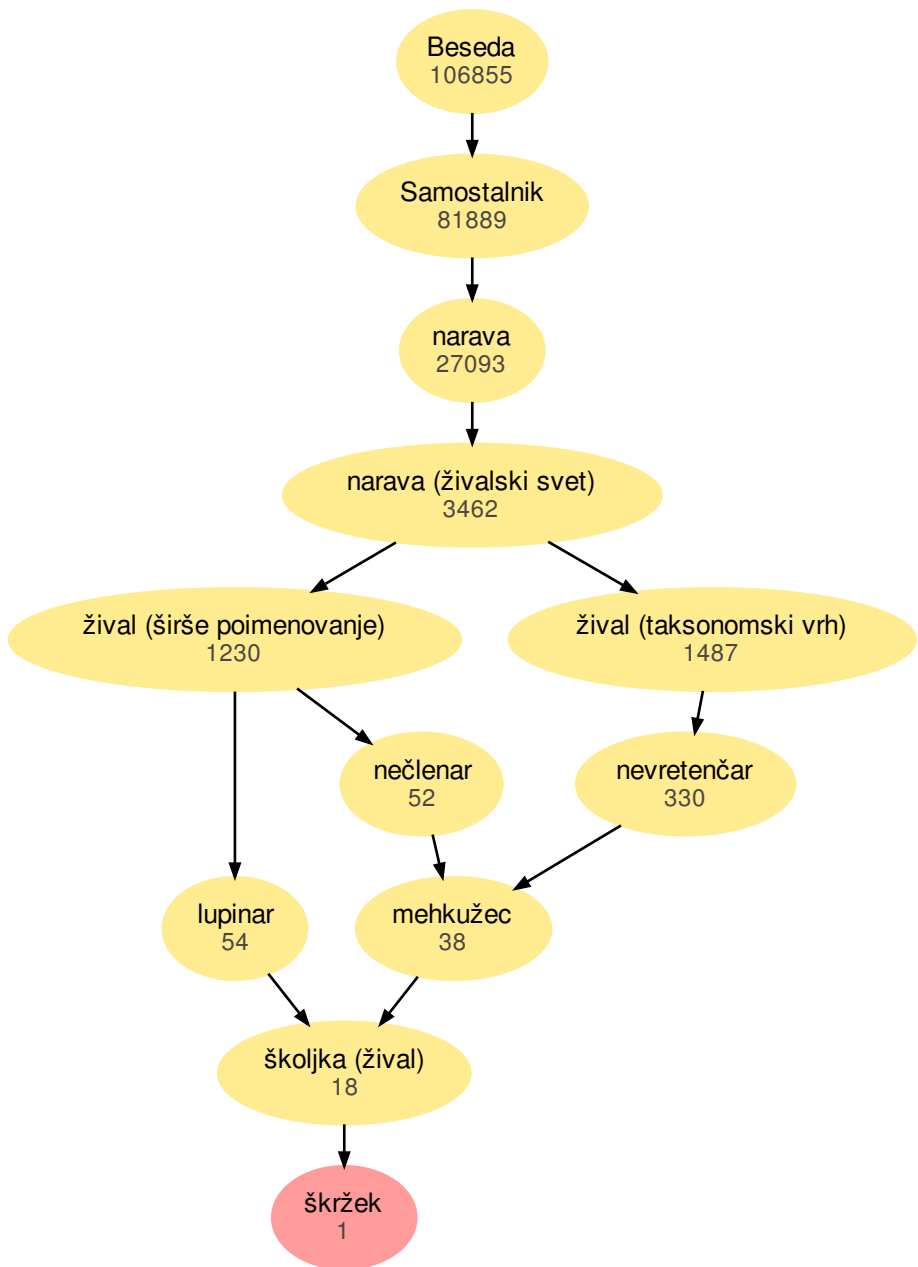 Beseda
106855
Samostalnik
81889
narava
27093
narava (živalski svet)
3462
žival (širše poimenovanje)
1230
žival (taksonomski vrh)
1487
nečlenar
52
nevretenčar
330
lupinar
54
mehkužec
38
školjka (žival)
18
škržek
1